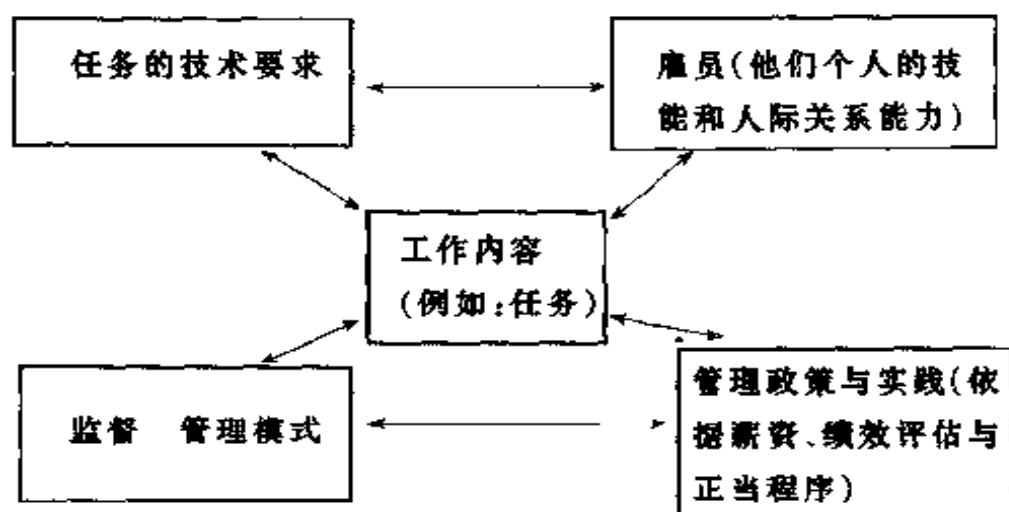 任务的技术要求
雇员(他们个人的技
能和人际关系能力)
工作内容
(例如:任务)
监督 管理模式
管理政策与实践(依
据薪资、绩效评估与
正当程序)